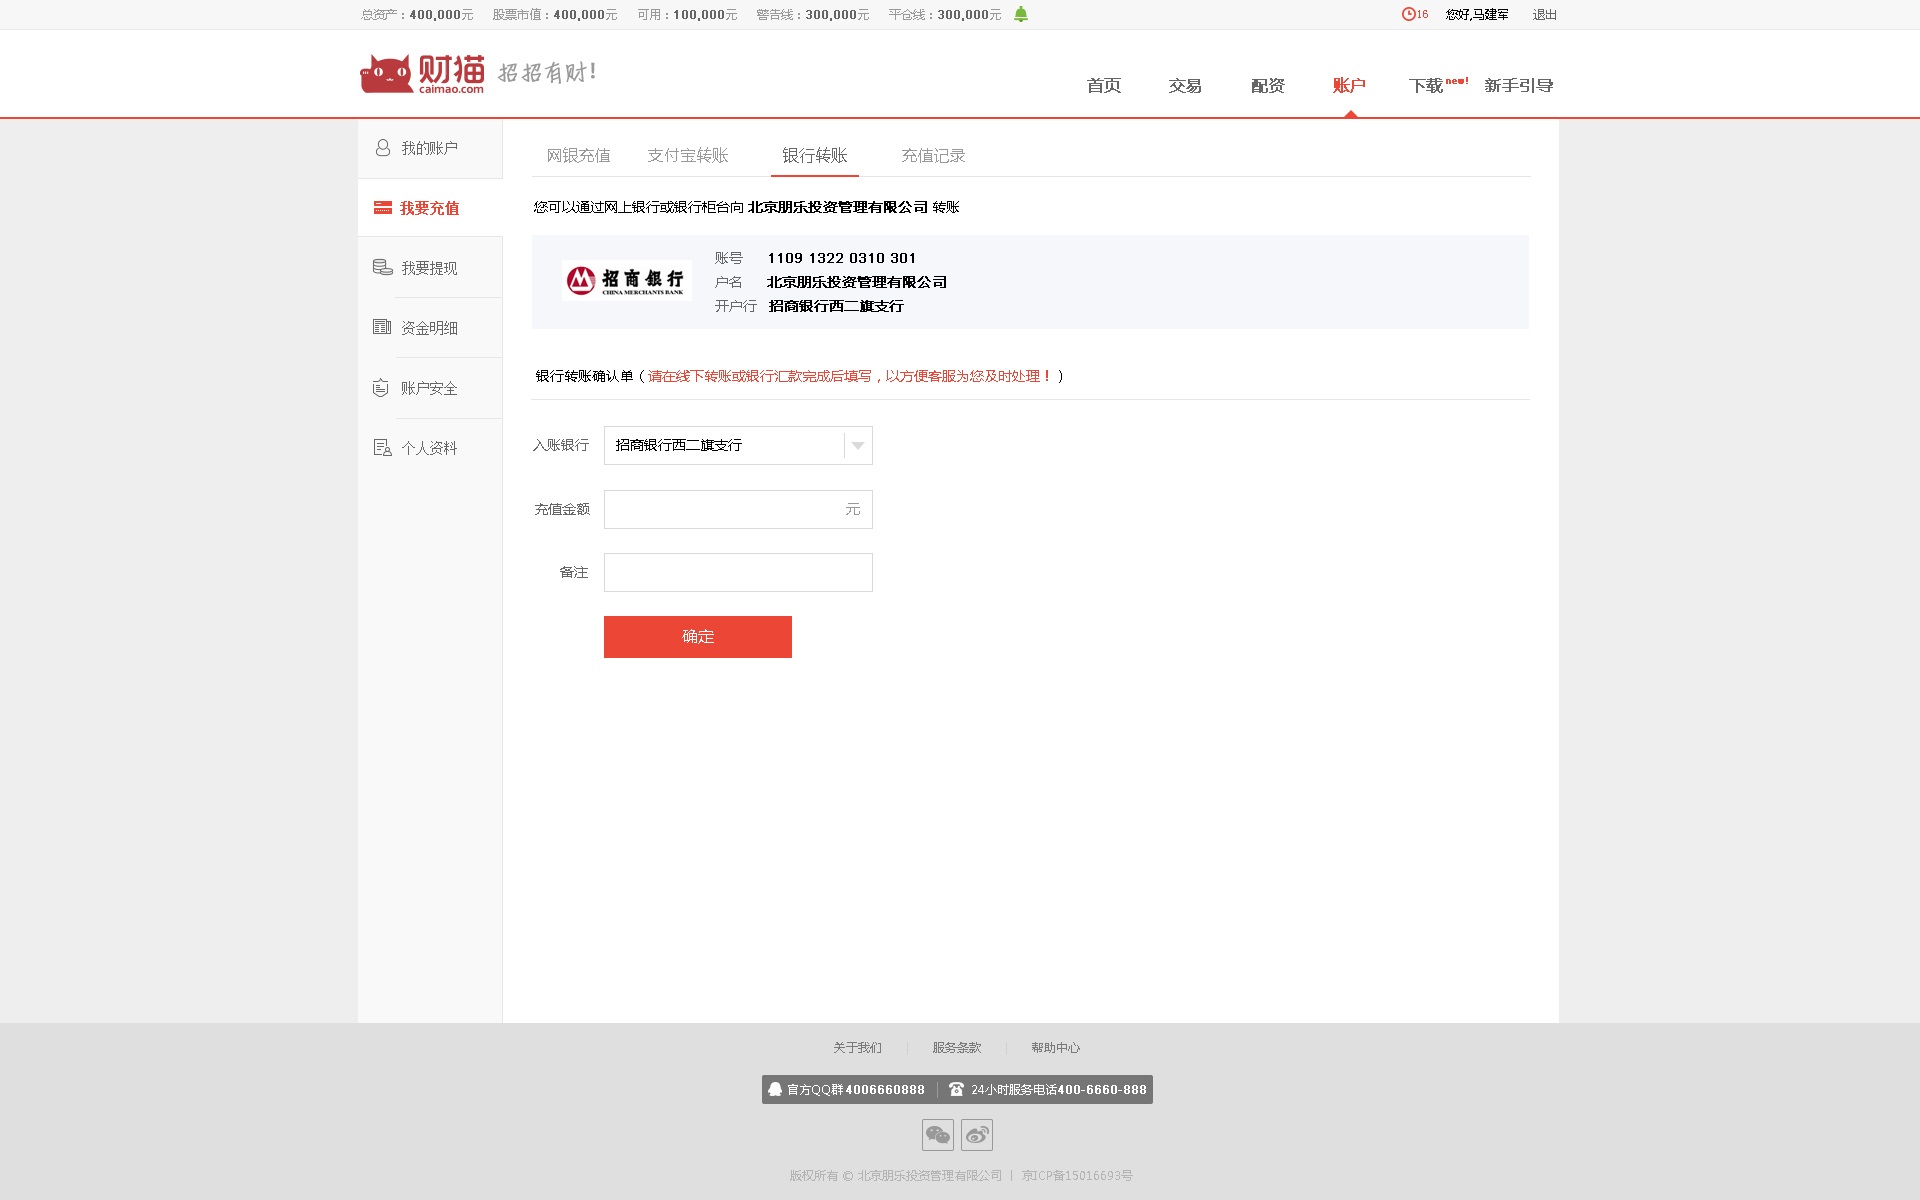 总资产：400,000元 股票市值：400,000元 可用：100,000元 警告线：300,000元 平仓线：300,000元 16 您好,马建军 退出
财猫 caimao.com 招招有财!
首页 交易 配资 账户 下载new! 新手引导
我的账户
我要充值
我要提现
资金明细
账户安全
个人资料
网银充值 支付宝转账 银行转账 充值记录
您可以通过网上银行或银行柜台向 北京朋乐投资管理有限公司 转账
招商银行 CHINA MERCHANTS BANK
账号 1109 1322 0310 301
户名 北京朋乐投资管理有限公司
开户行 招商银行西二旗支行
银行转账确认单（请在线下转账或银行汇款完成后填写，以方便客服为您及时处理！）
入账银行 招商银行西二旗支行
充值金额 元
备注
确定
关于我们 服务条款 帮助中心
官方QQ群4006660888 24小时服务电话400-6660-888
版权所有 © 北京朋乐投资管理有限公司 | 京ICP备15016693号